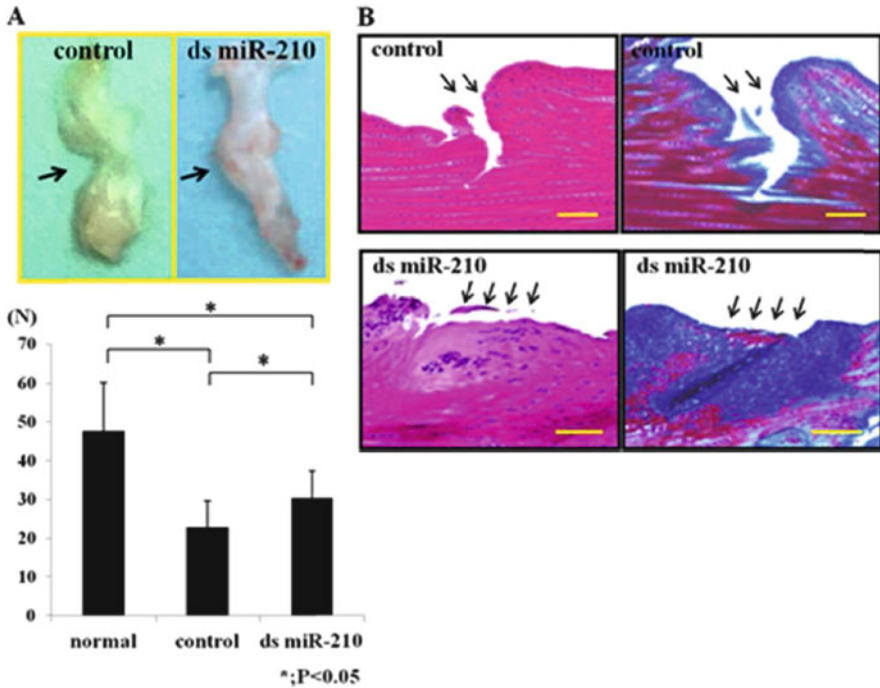 A
control ds miR-210
(N)
*
* *
70
60
50
40
30
20
10
0
normal control ds miR-210
*;P<0.05
B
control control
ds miR-210 ds miR-210